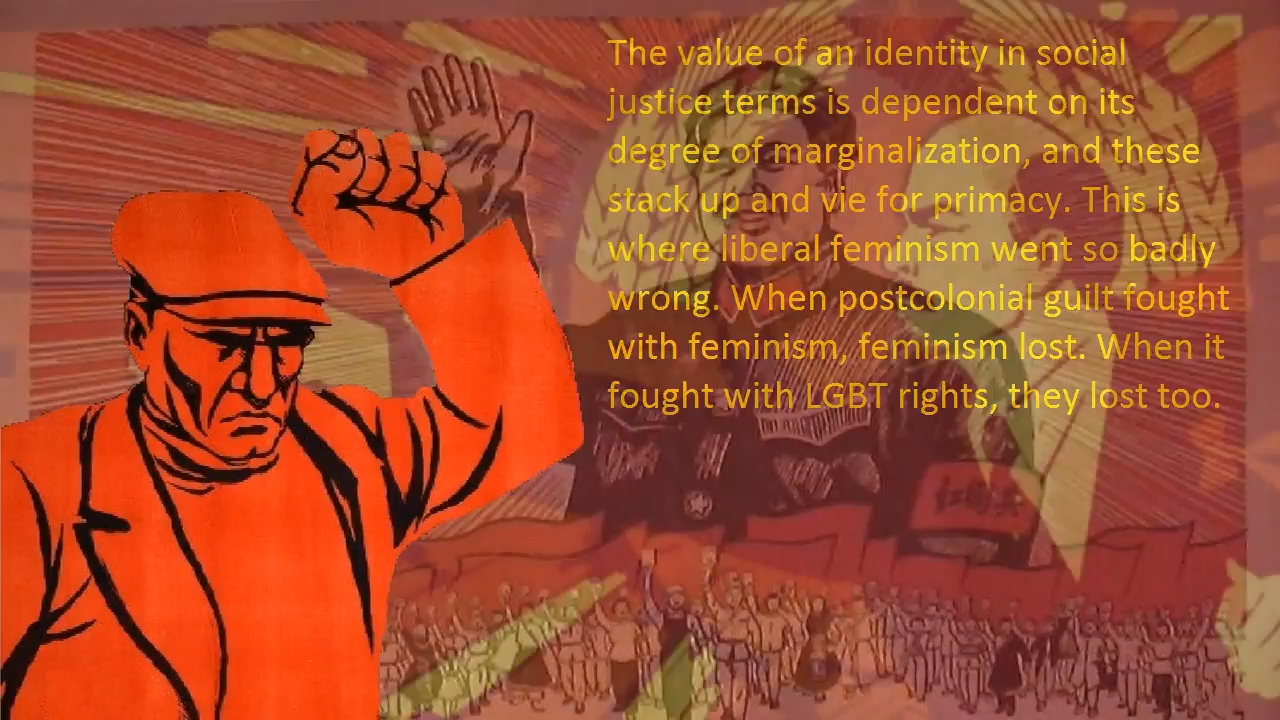 The value of an identity in social
justice terms is dependent on its
degree of marginalization, and these
stack up and vie for primacy. This is
where liberal feminism went so badly
wrong. When postcolonial guilt fought
with feminism, feminism lost. When it
fought with LGBT rights, they lost too.